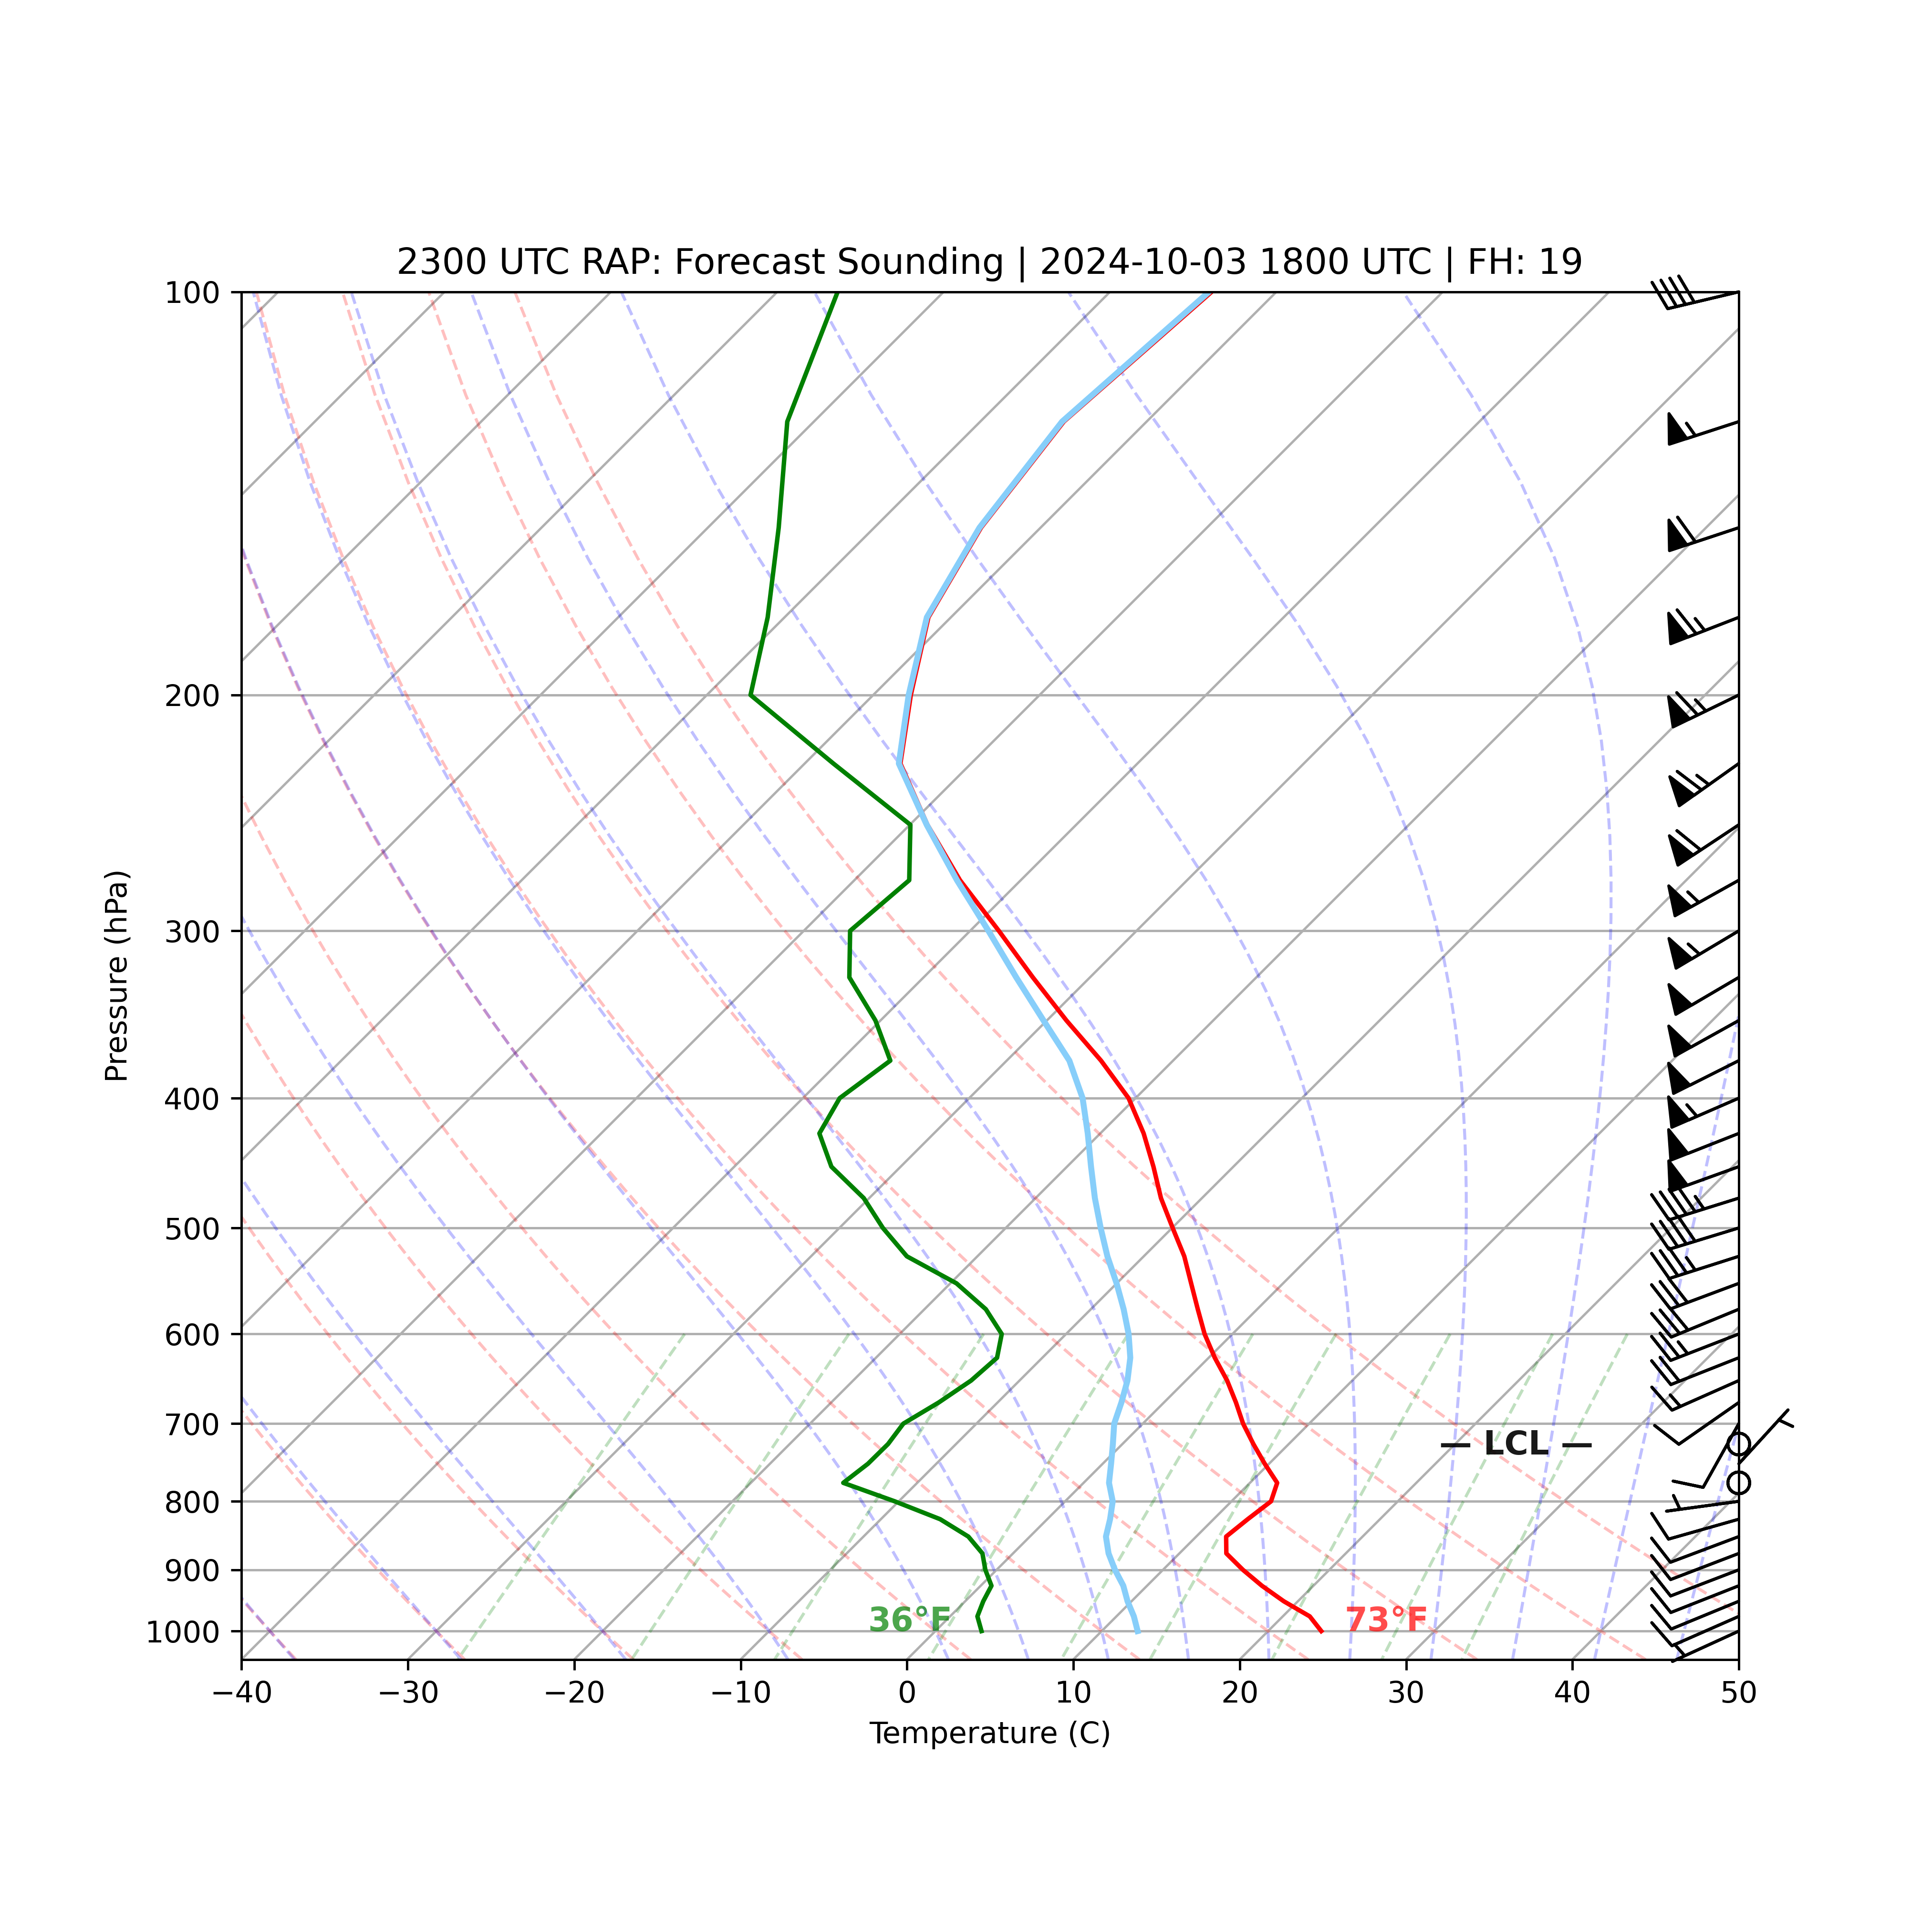 2300 UTC RAP: Forecast Sounding | 2024-10-03 1800 UTC | FH: 19
100
200
300
400
500
600
700
800
900
1000
Pressure (hPa)
— LCL —
36°F
73°F
−40 −30 −20 −10 0 10 20 30 40 50
Temperature (C)